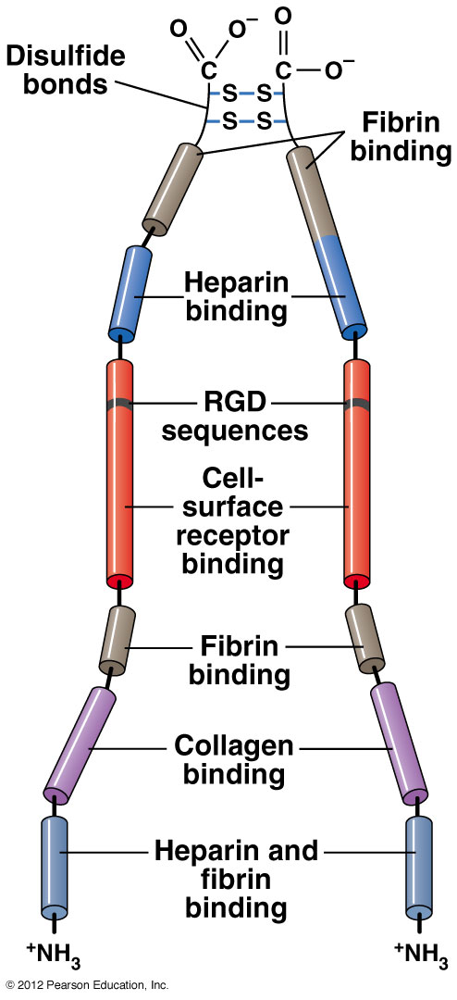 O O
O⁻
Disulfide
bonds
C C—O⁻
S S
S S
Fibrin
binding
Heparin
binding
RGD
sequences
Cell-
surface
receptor
binding
Fibrin
binding
Collagen
binding
Heparin and
fibrin
binding
⁺NH₃ ⁺NH₃
© 2012 Pearson Education, Inc.